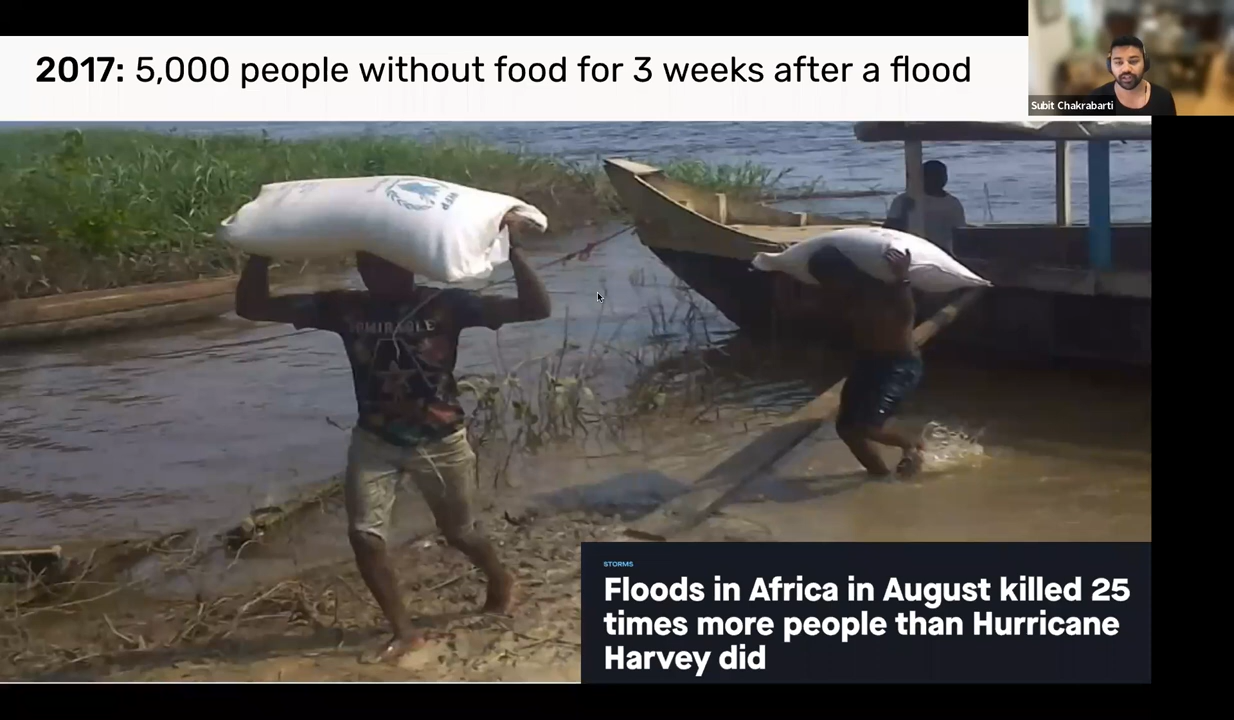 2017: 5,000 people without food for 3 weeks after a flood
Subit Chakrabarti
WFP
STORMS
Floods in Africa in August killed 25
times more people than Hurricane
Harvey did